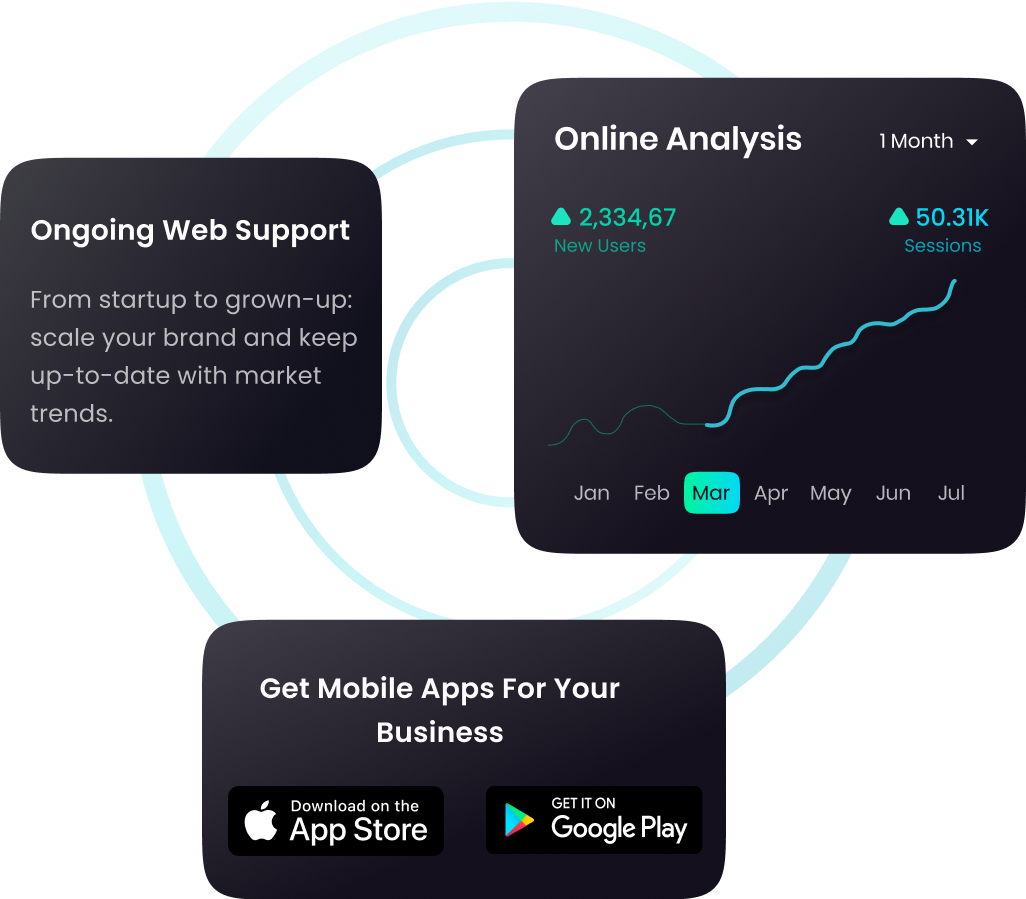 Online Analysis
1 Month
2,334,67
50.31K
New Users
Sessions
Jan Feb Mar Apr May Jun Jul
Ongoing Web Support
From startup to grown-up:
scale your brand and keep
up-to-date with market
trends.
Get Mobile Apps For Your
Business
Download on the
App Store
GET IT ON
Google Play